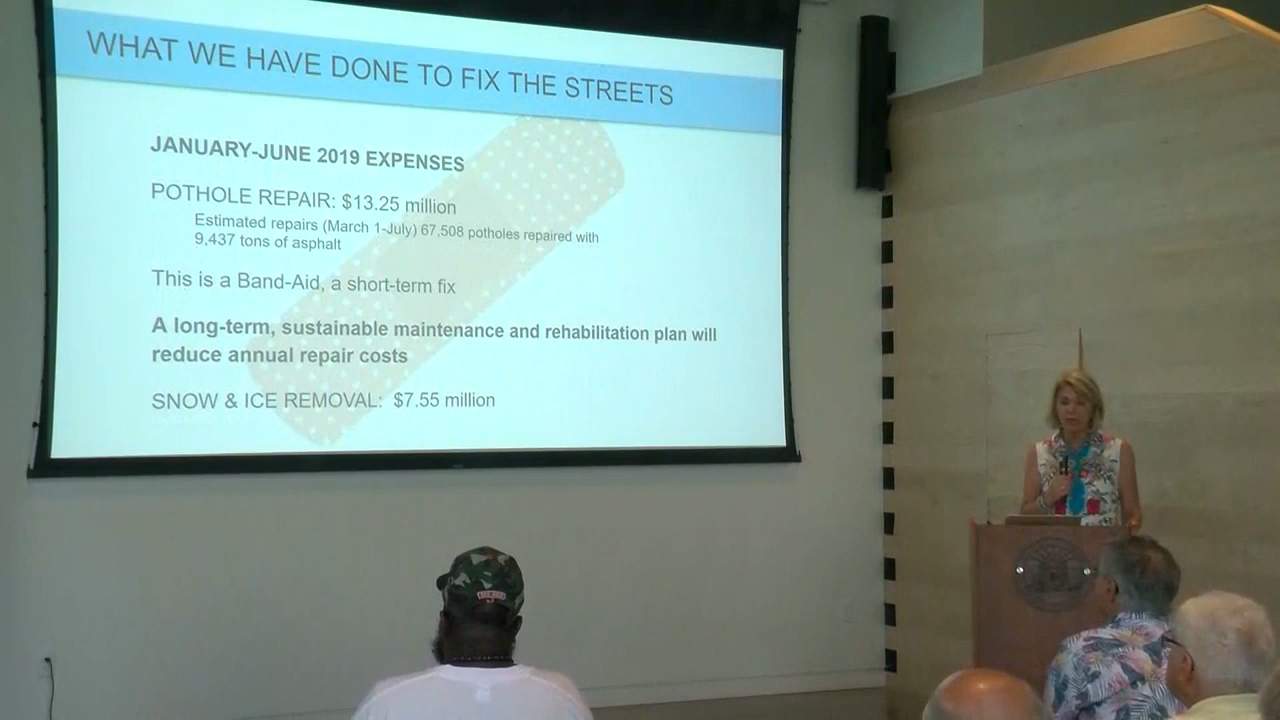 WHAT WE HAVE DONE TO FIX THE STREETS
JANUARY-JUNE 2019 EXPENSES
POTHOLE REPAIR: $13.25 million
Estimated repairs (March 1-July) 67,508 potholes repaired with
9,437 tons of asphalt
This is a Band-Aid, a short-term fix
A long-term, sustainable maintenance and rehabilitation plan will
reduce annual repair costs
SNOW & ICE REMOVAL: $7.55 million